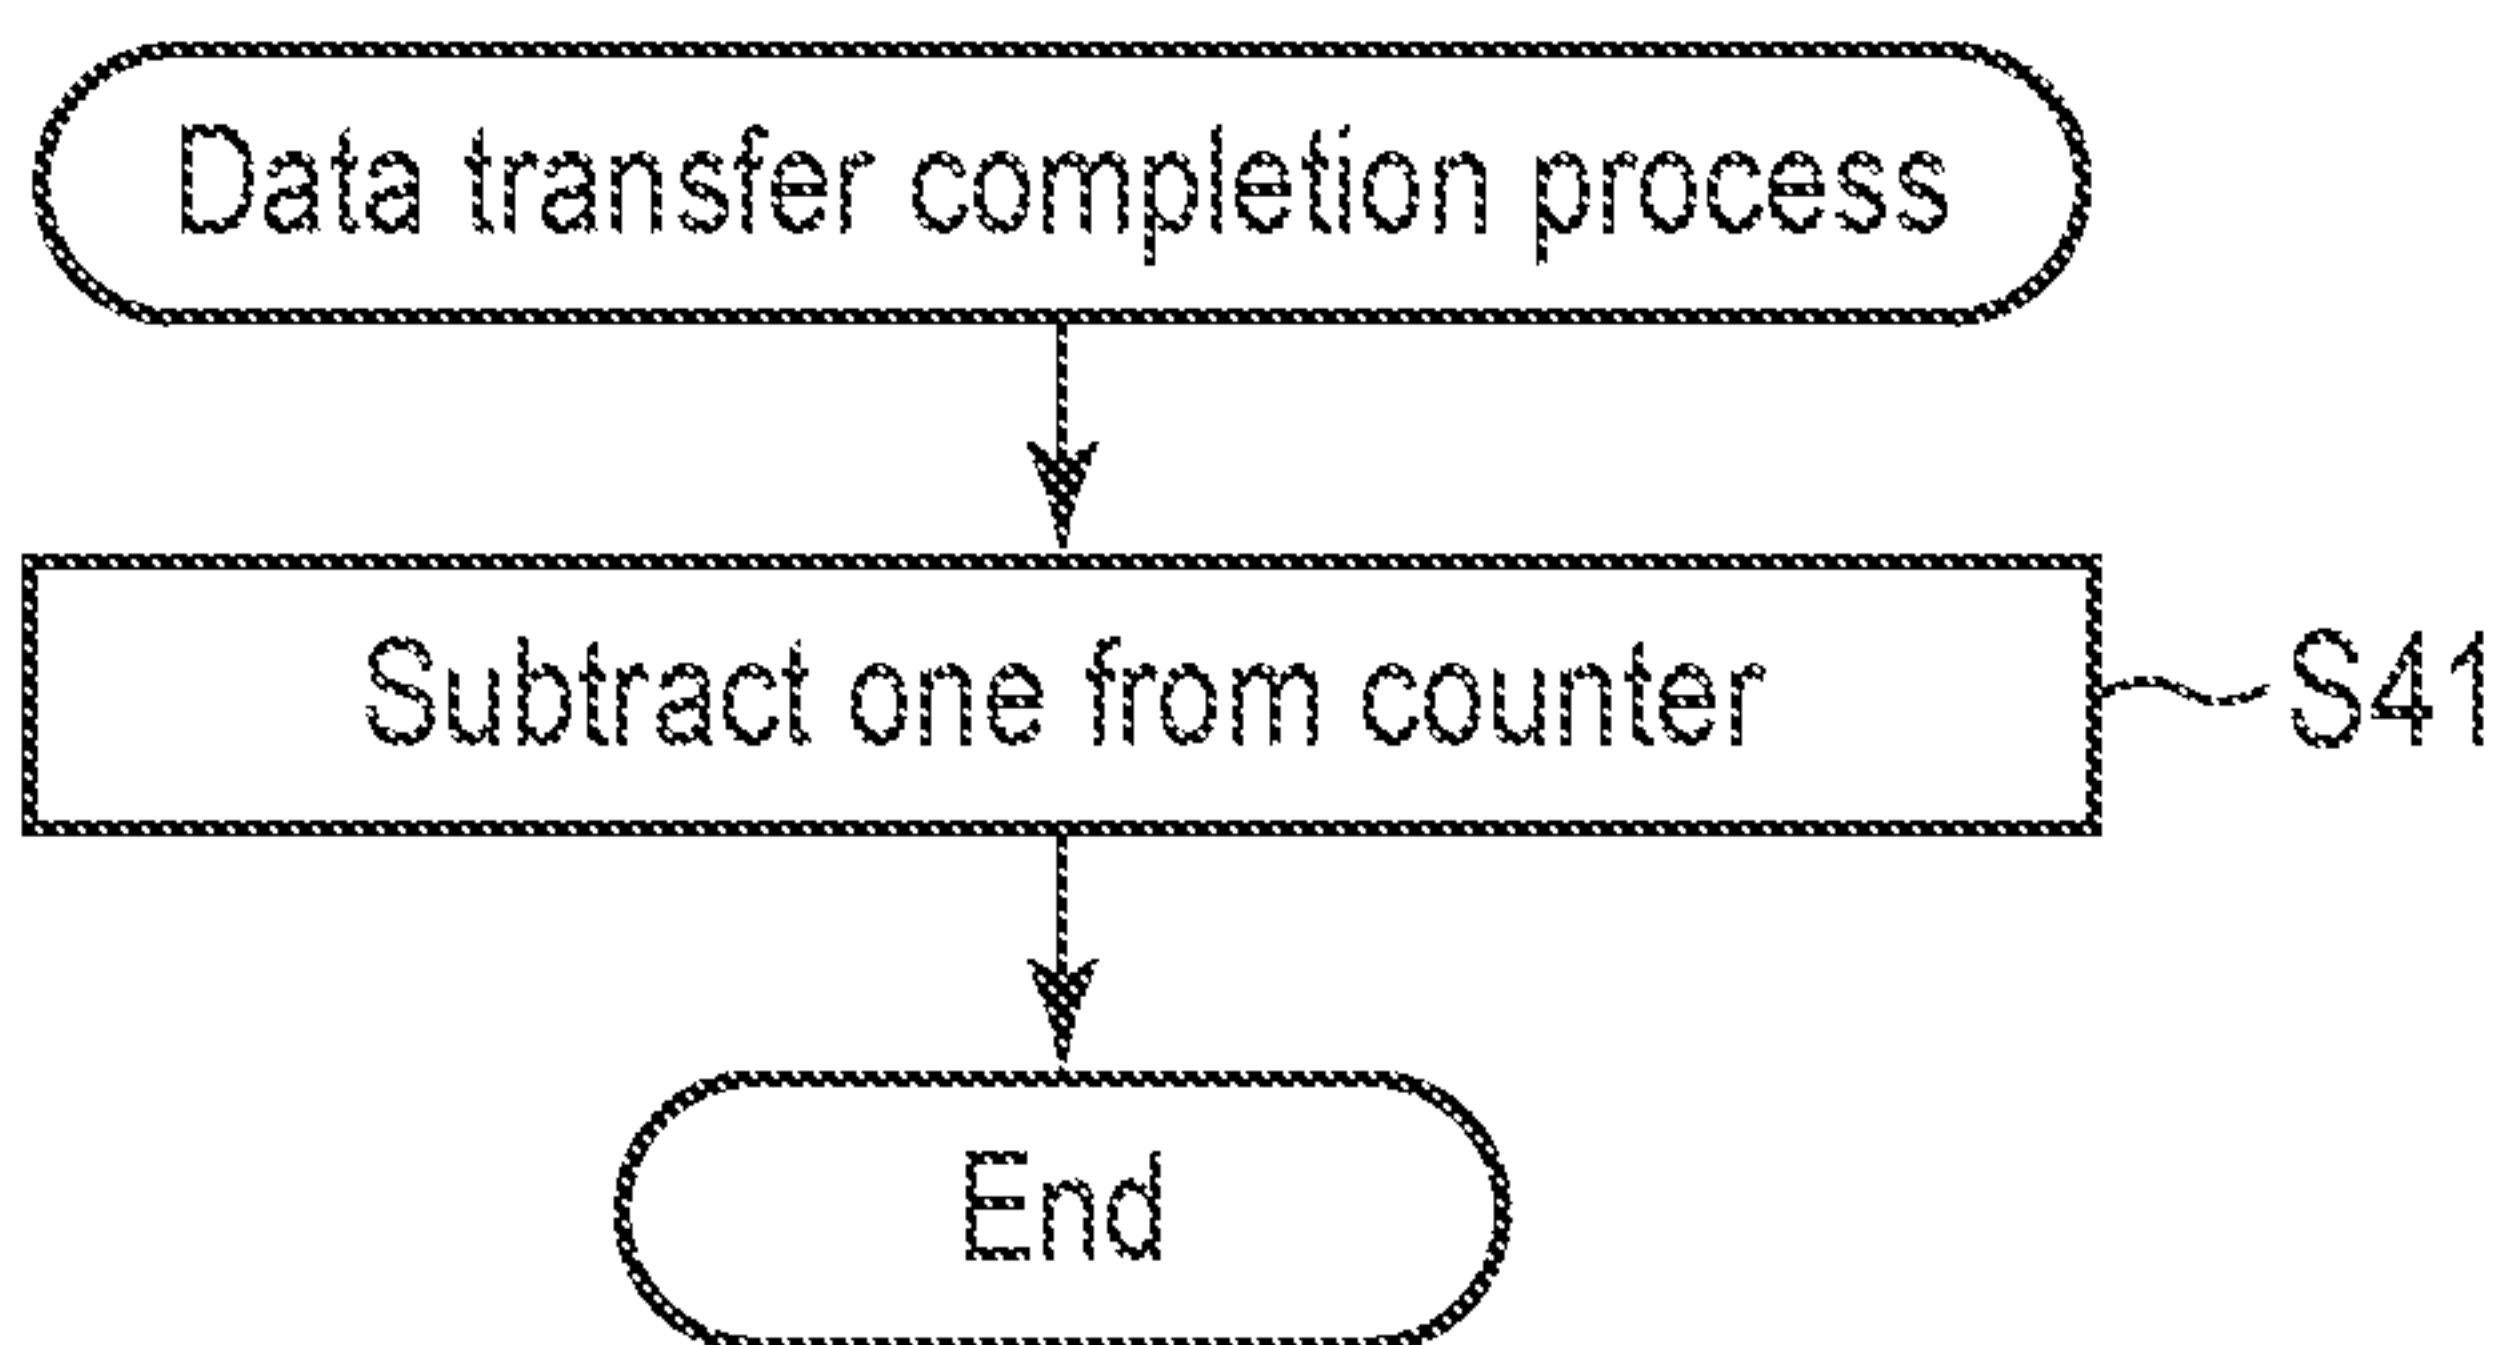 Data transfer completion process
Subtract one from counter
S41
End